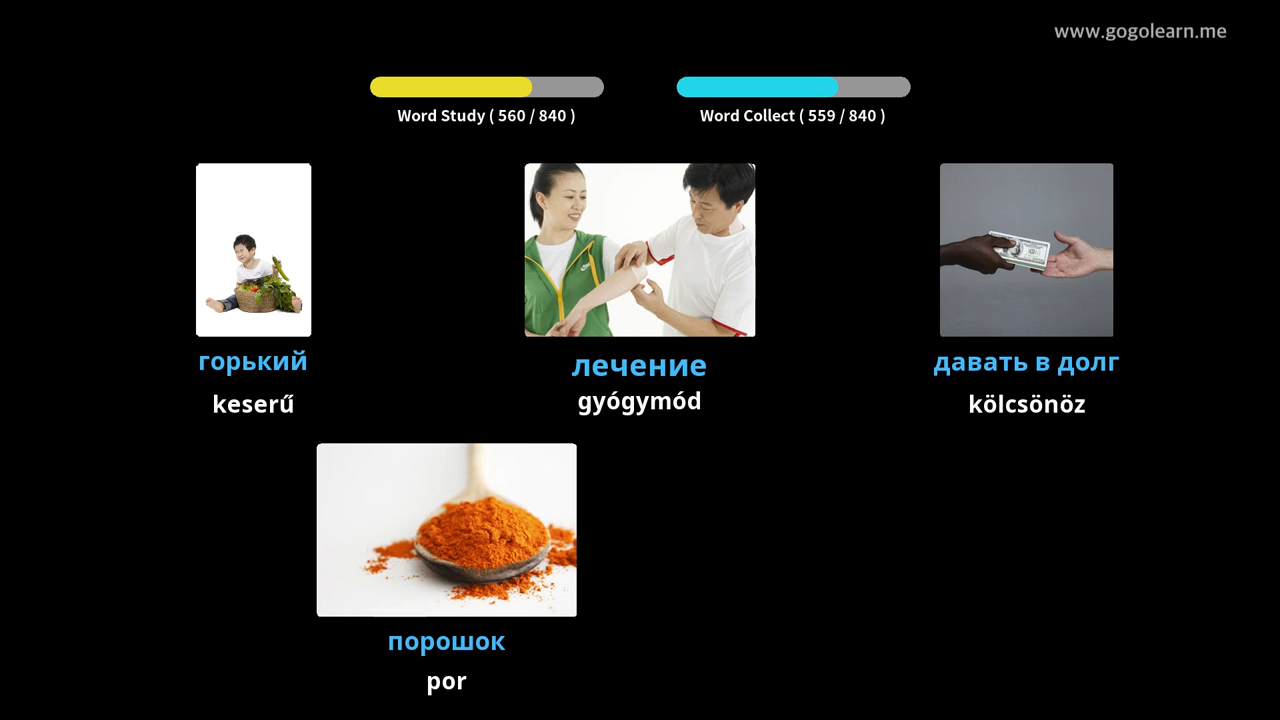 www.gogolearn.me
Word Study ( 560 / 840 )
Word Collect ( 559 / 840 )
горький
лечение
давать в долг
keserű
gyógymód
kölcsönöz
порошок
por